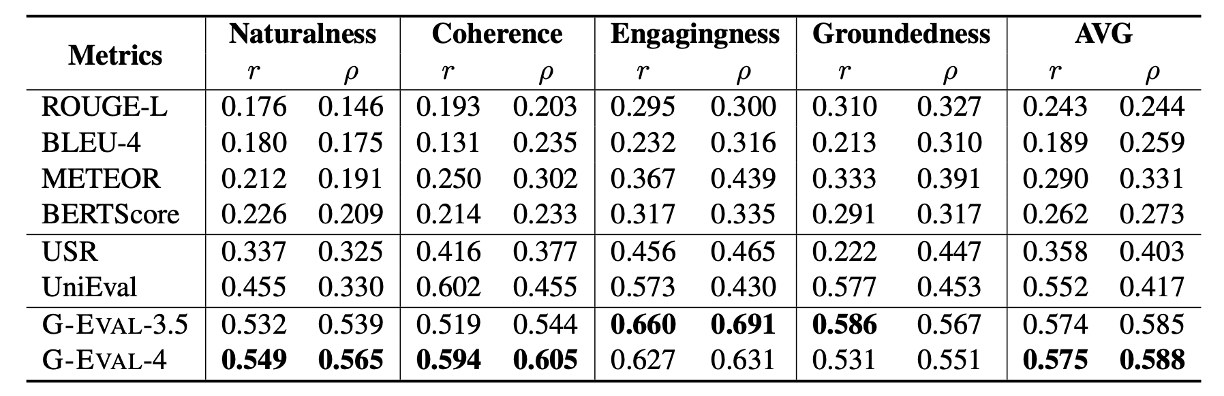 Metrics Naturalness Coherence Engagingness Groundedness AVG
r ρ r ρ r ρ r ρ r ρ
ROUGE-L 0.176 0.146 0.193 0.203 0.295 0.300 0.310 0.327 0.243 0.244
BLEU-4 0.180 0.175 0.131 0.235 0.232 0.316 0.213 0.310 0.189 0.259
METEOR 0.212 0.191 0.250 0.302 0.367 0.439 0.333 0.391 0.290 0.331
BERTScore 0.226 0.209 0.214 0.233 0.317 0.335 0.291 0.317 0.262 0.273
USR 0.337 0.325 0.416 0.377 0.456 0.465 0.222 0.447 0.358 0.403
UniEval 0.455 0.330 0.602 0.455 0.573 0.430 0.577 0.453 0.552 0.417
G-EVAL-3.5 0.532 0.539 0.519 0.544 0.660 0.691 0.586 0.567 0.574 0.585
G-EVAL-4 0.549 0.565 0.594 0.605 0.627 0.631 0.531 0.551 0.575 0.588